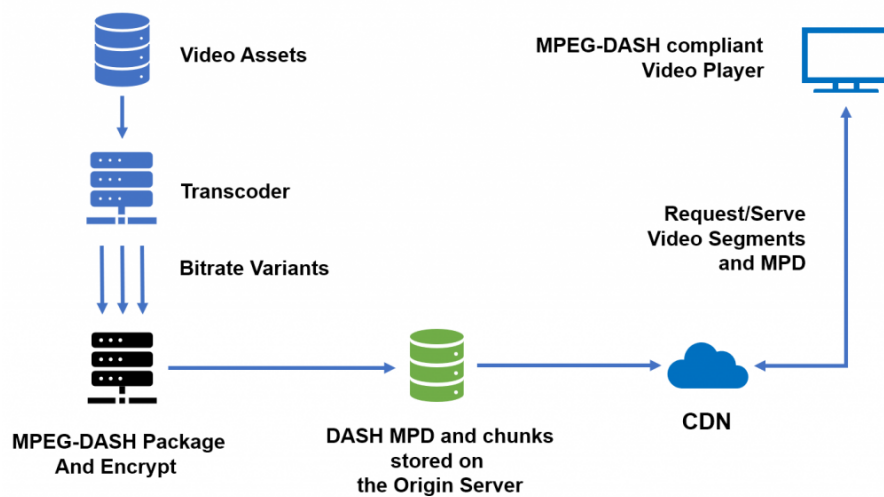 Video Assets
MPEG-DASH compliant
Video Player
Transcoder
Request/Serve
Video Segments
and MPD
Bitrate Variants
MPEG-DASH Package
And Encrypt
DASH MPD and chunks
stored on
the Origin Server
CDN